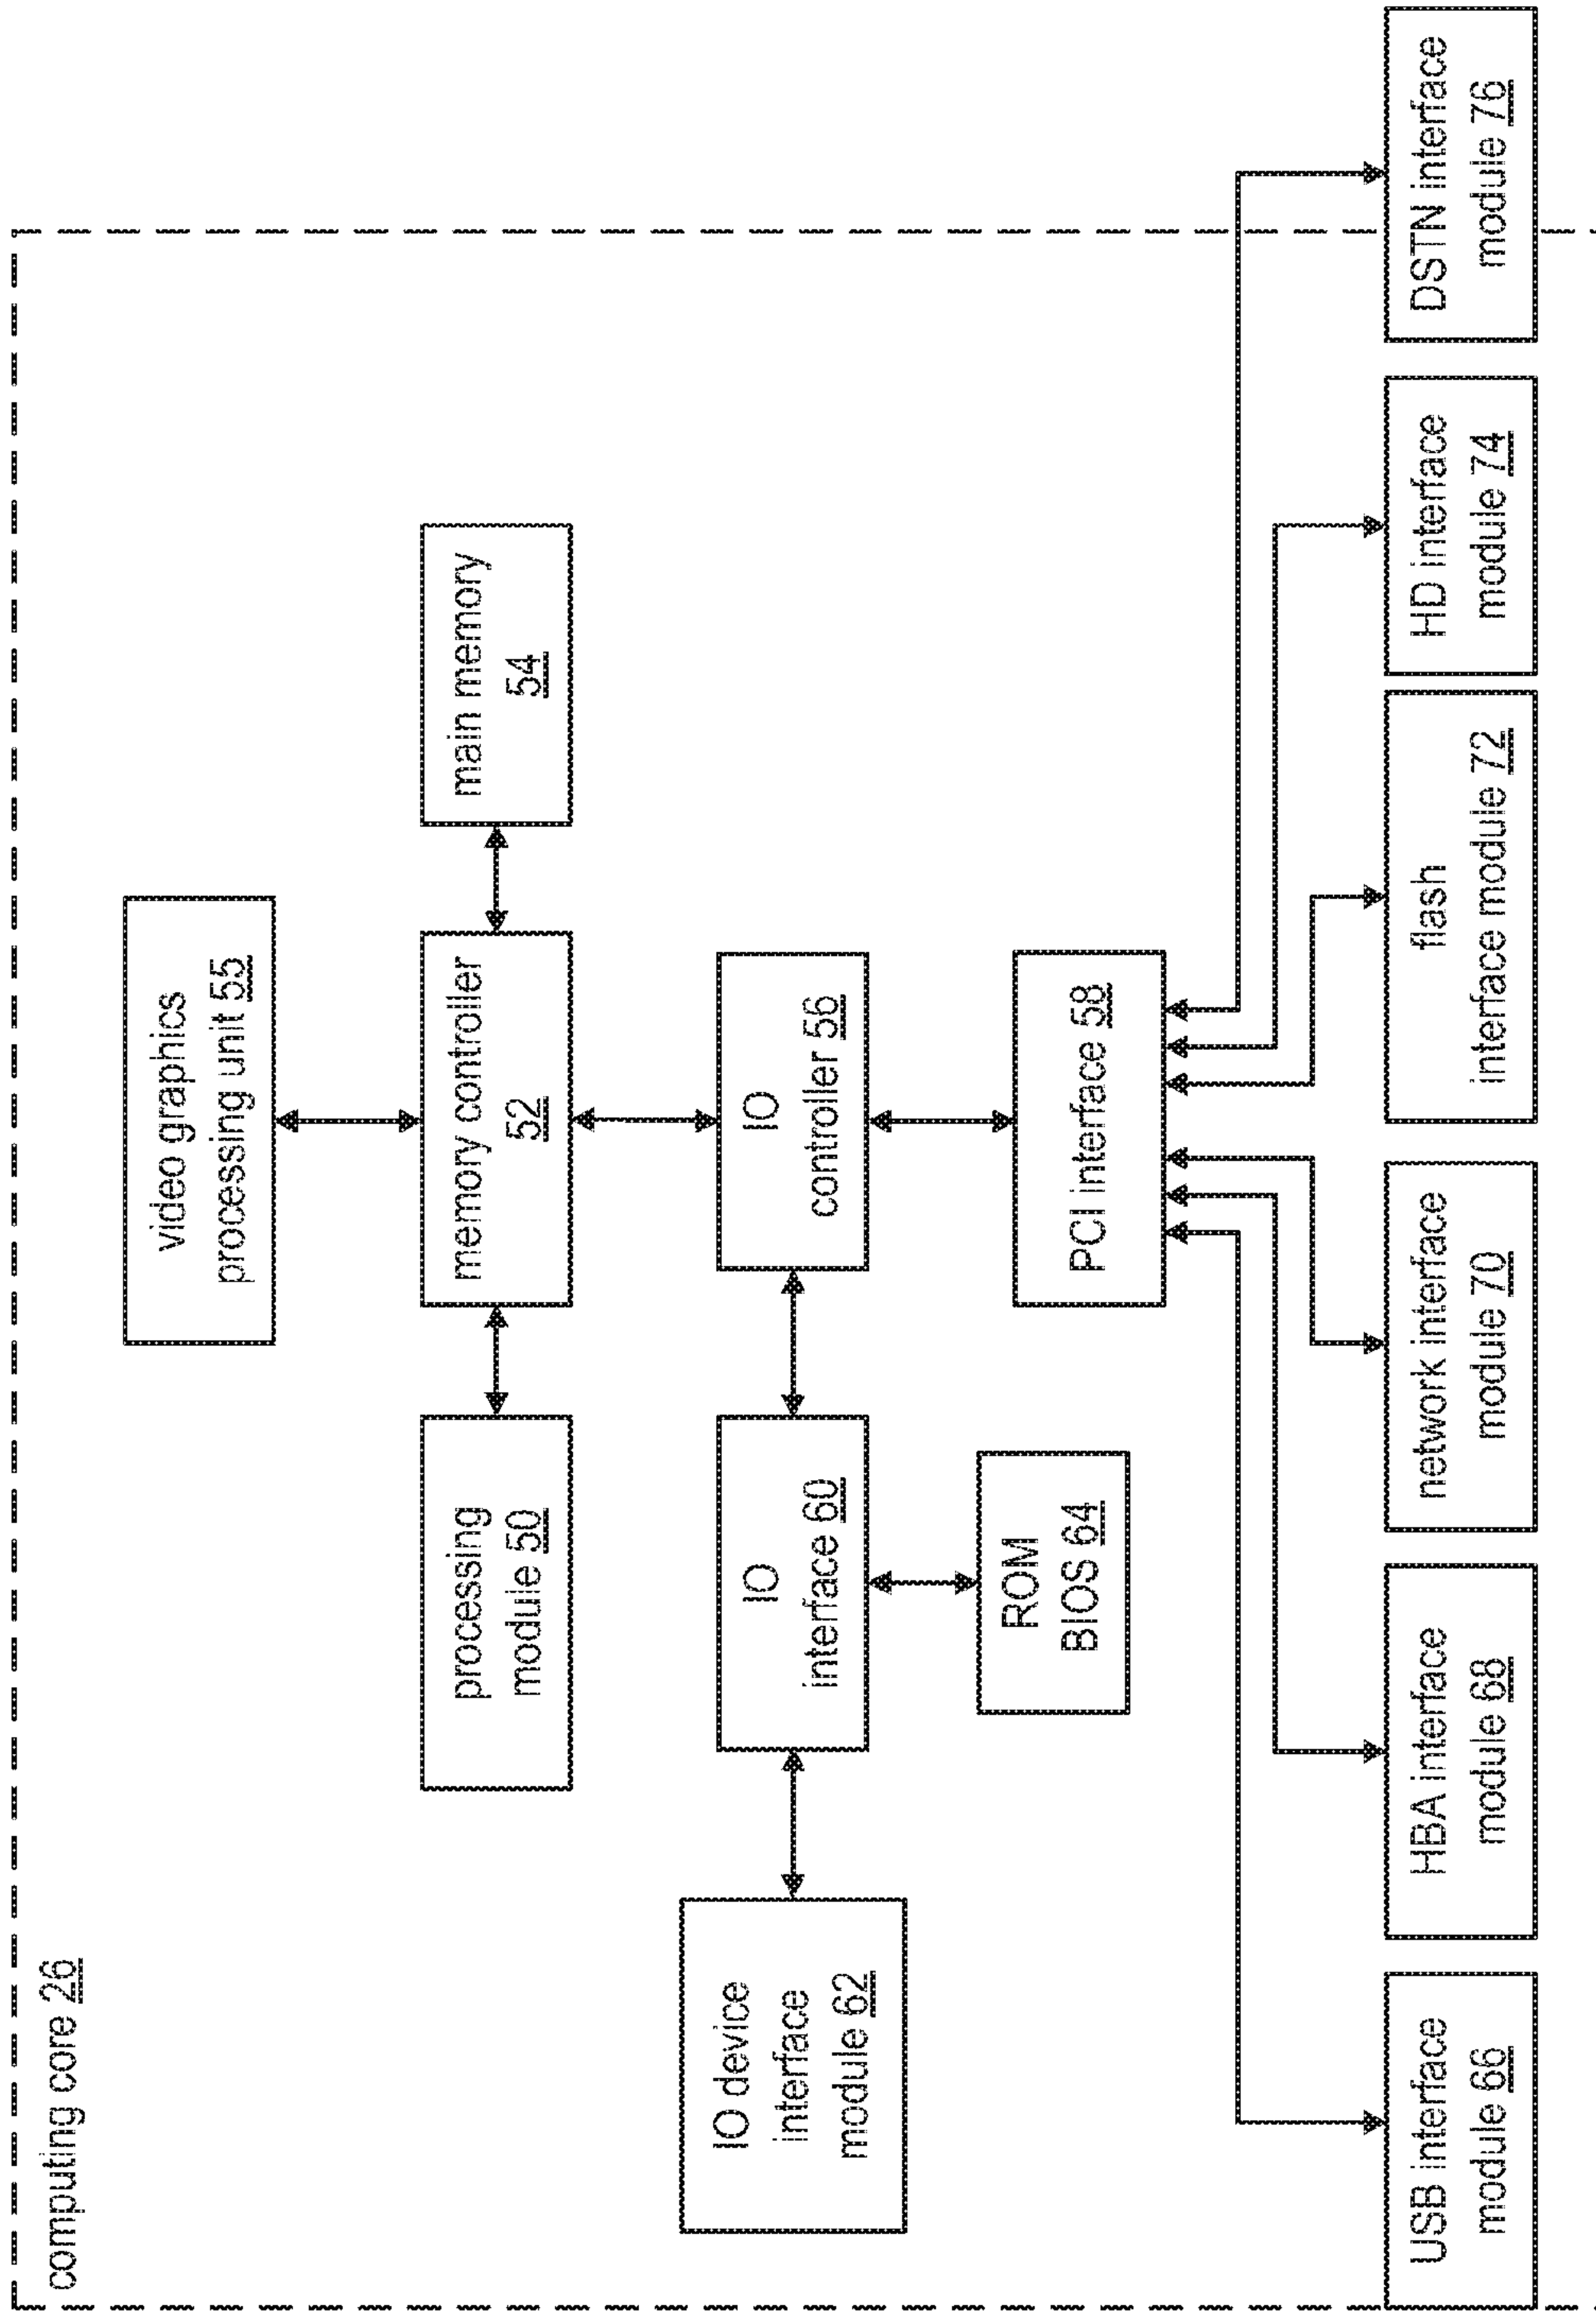 computing core 26
video graphics
processing unit 55
processing
module 50
memory controller
52
main memory
54
IO device
interface
module 62
IO
interface 60
IO
controller 56
ROM
BIOS 64
PCI interface 58
USB interface
module 66
HBA interface
module 68
network interface
module 70
flash
interface module 72
HD interface
module 74
DSTN interface
module 76